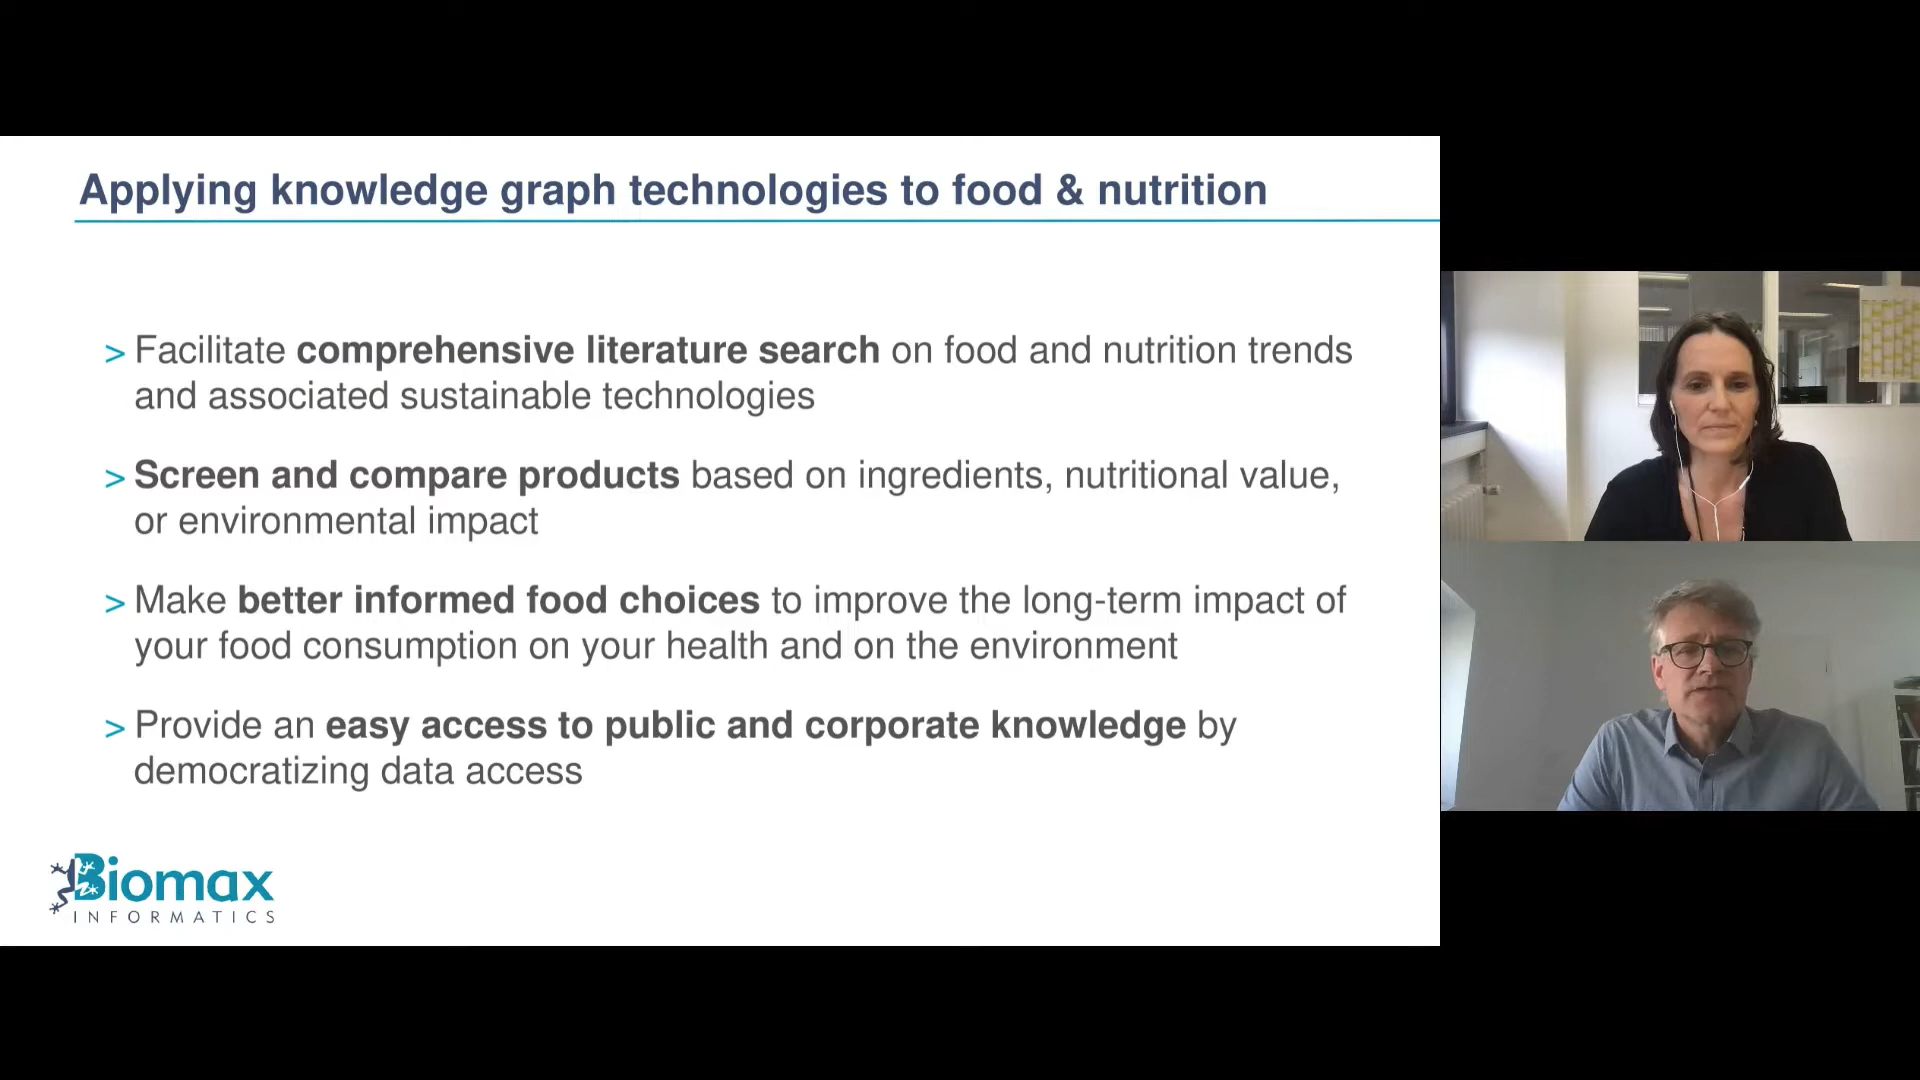 Applying knowledge graph technologies to food & nutrition
> Facilitate comprehensive literature search on food and nutrition trends
and associated sustainable technologies
> Screen and compare products based on ingredients, nutritional value,
or environmental impact
> Make better informed food choices to improve the long-term impact of
your food consumption on your health and on the environment
> Provide an easy access to public and corporate knowledge by
democratizing data access
Biomax
INFORMATICS